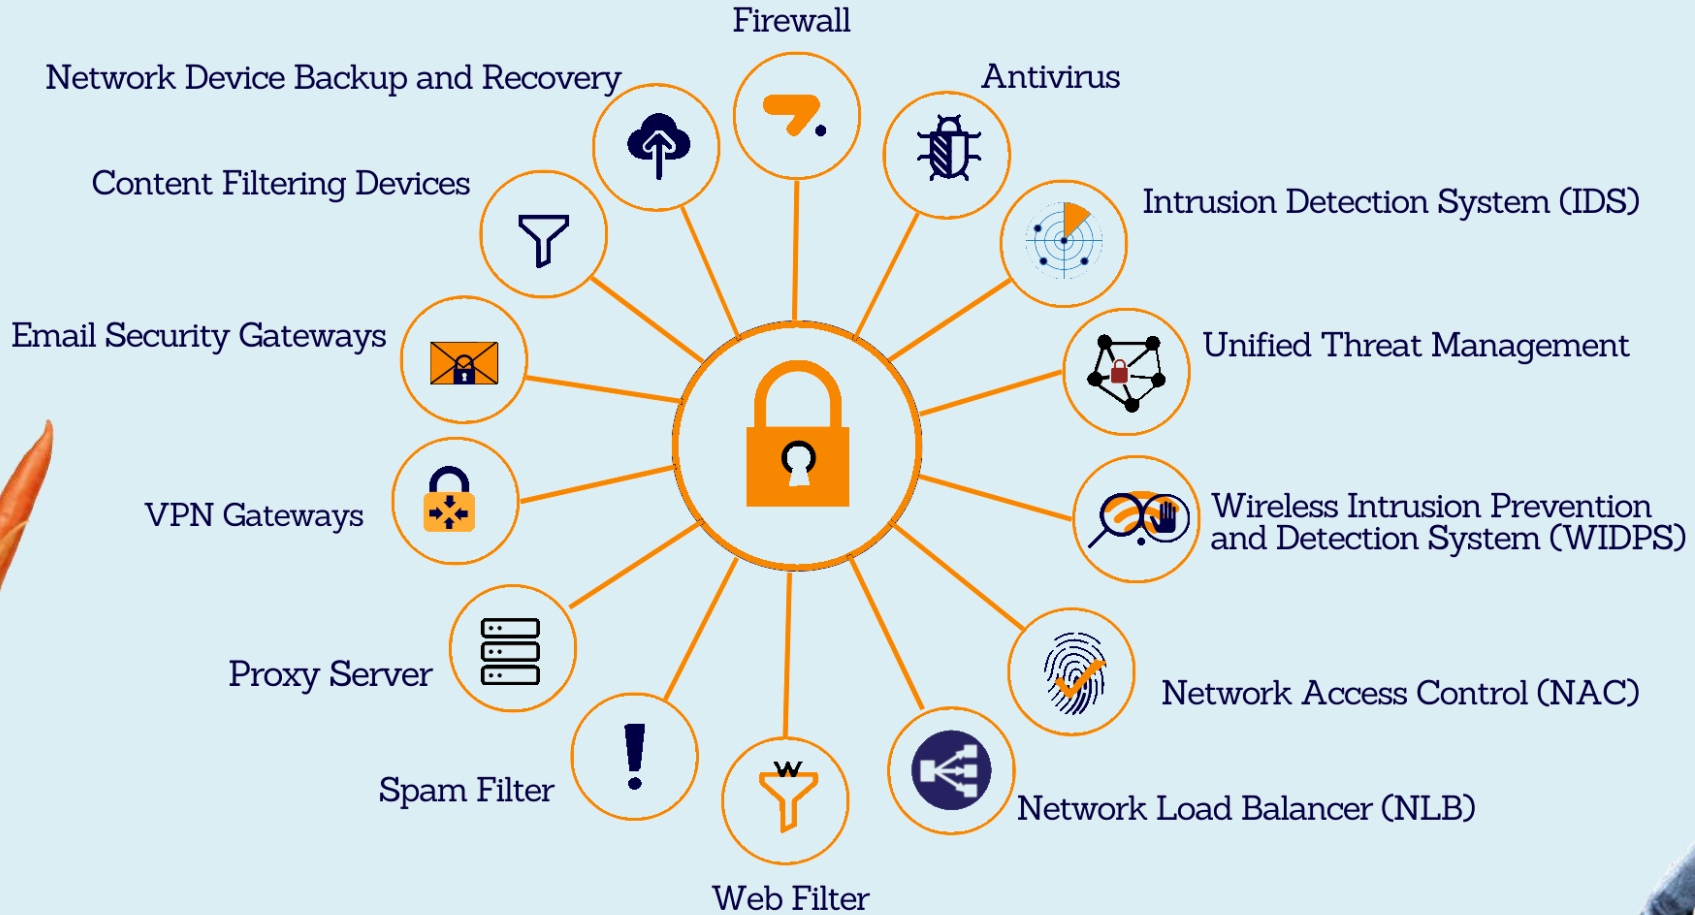 Firewall
Network Device Backup and Recovery
Antivirus
Content Filtering Devices
Intrusion Detection System (IDS)
Email Security Gateways
Unified Threat Management
VPN Gateways
Wireless Intrusion Prevention
and Detection System (WIDPS)
Proxy Server
Network Access Control (NAC)
Spam Filter
W
Network Load Balancer (NLB)
Web Filter